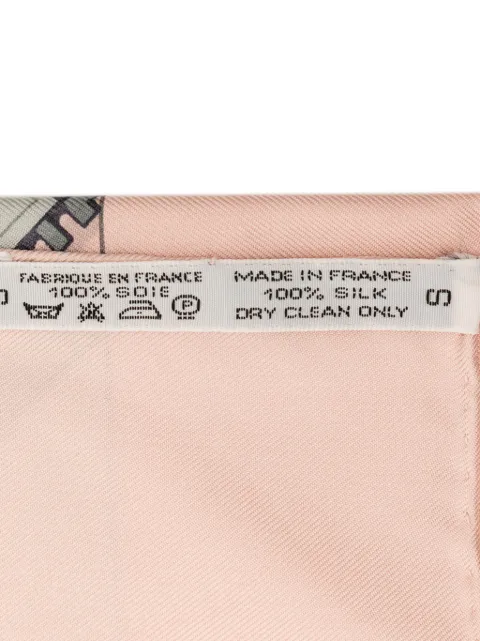 FABRIQUE EN FRANCE
100% SOIE
P
MADE IN FRANCE
100% SILK
DRY CLEAN ONLY
S